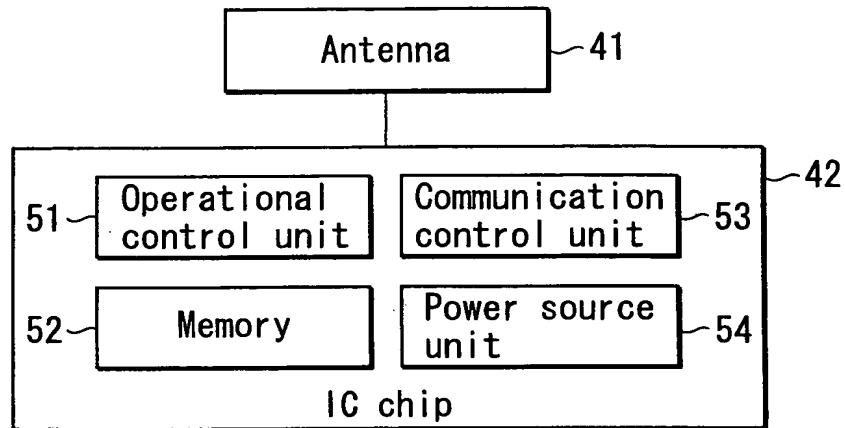 Antenna
41
42
51
Operational
control unit
Communication
control unit
53
52
Memory
Power source
unit
54
IC chip